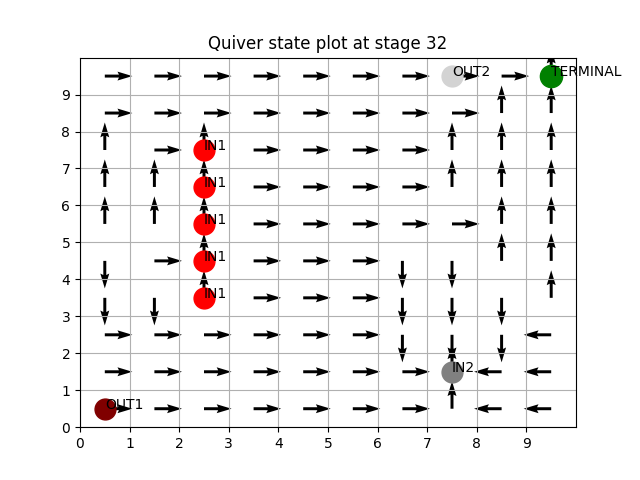 Quiver state plot at stage 32
OUT2
TERMINAL
9
8
IN1
7
IN1
6
IN1
5
IN1
4
IN1
3
2
IN2
1
OUT1
0
0 1 2 3 4 5 6 7 8 9